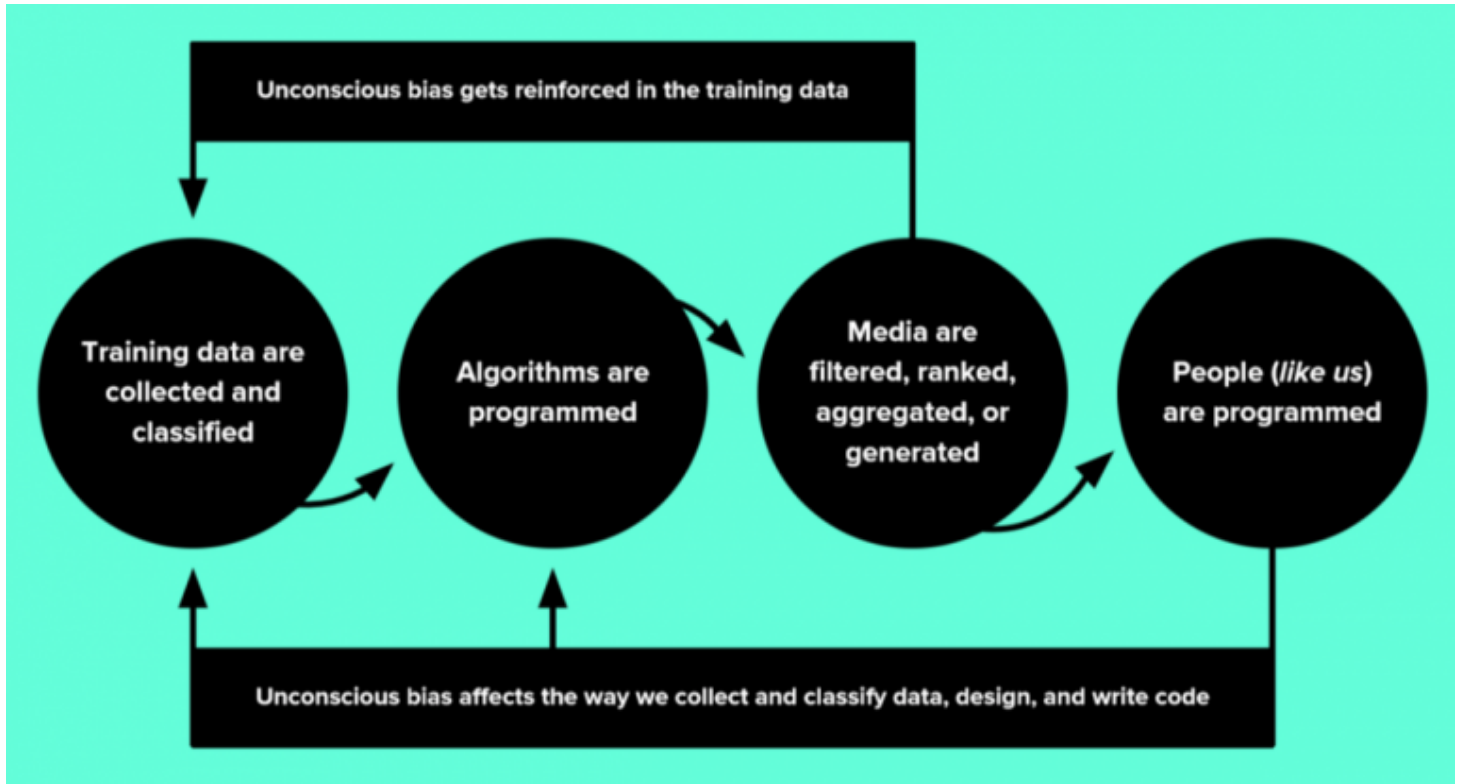 Unconscious bias gets reinforced in the training data
Training data are
collected and
classified
Algorithms are
programmed
Media are
filtered, ranked,
aggregated, or
generated
People (like us)
are programmed
Unconscious bias affects the way we collect and classify data, design, and write code